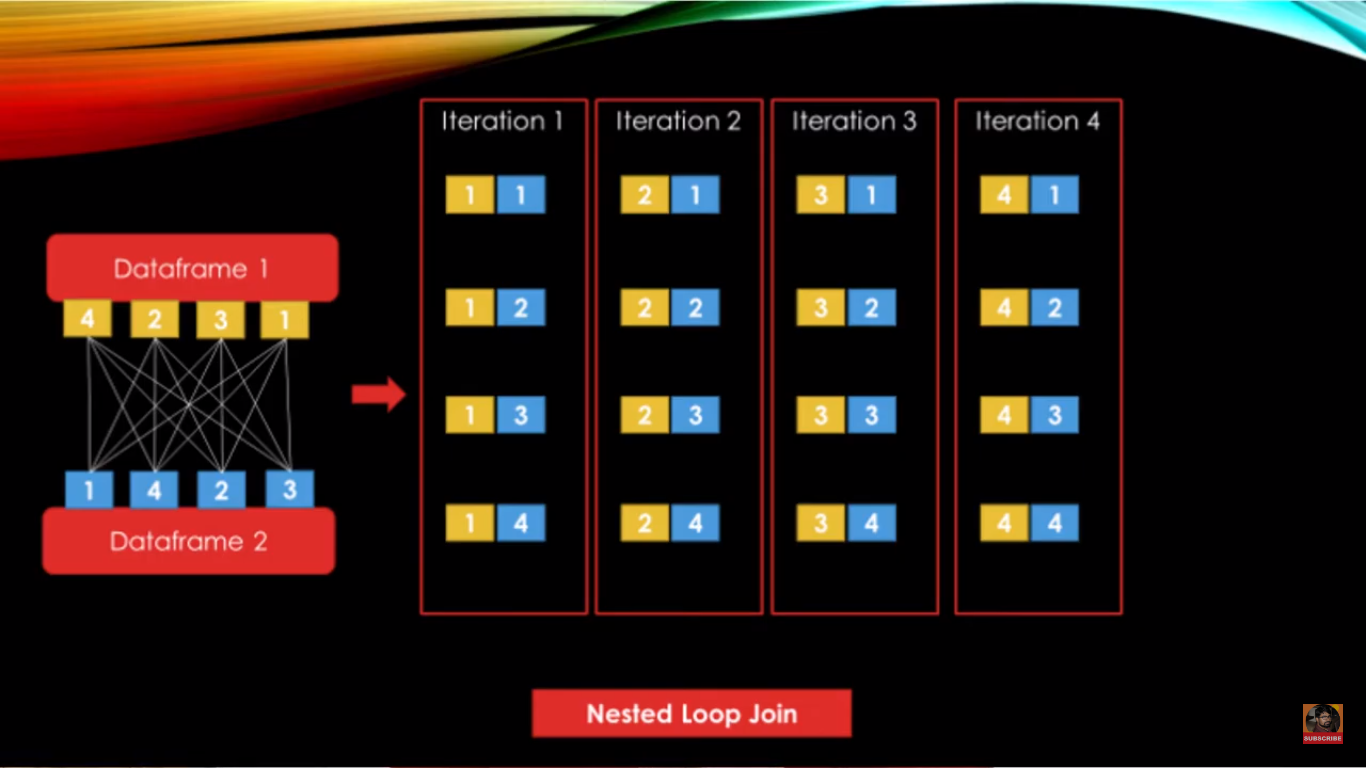 Iteration 1
Iteration 2
Iteration 3
Iteration 4
1 1
2 1
3 1
4 1
Dataframe 1
4 2 3 1
1 2
2 2
3 2
4 2
1 3
2 3
3 3
4 3
1 4 2 3
Dataframe 2
1 4
2 4
3 4
4 4
Nested Loop Join
SUBSCRIBE